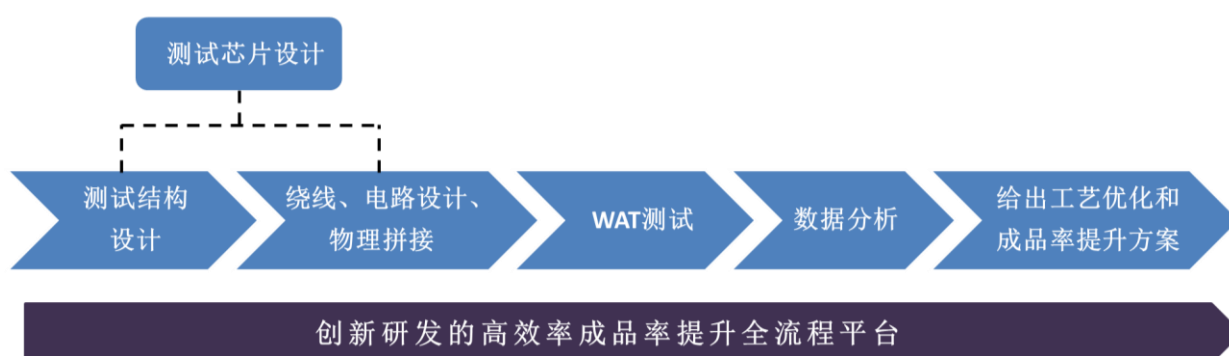 测试芯片设计
测试结构
设计
绕线、电路设计、
物理拼接
WAT测试
数据分析
给出工艺优化和
成品率提升方案
创新研发的高效率成品率提升全流程平台